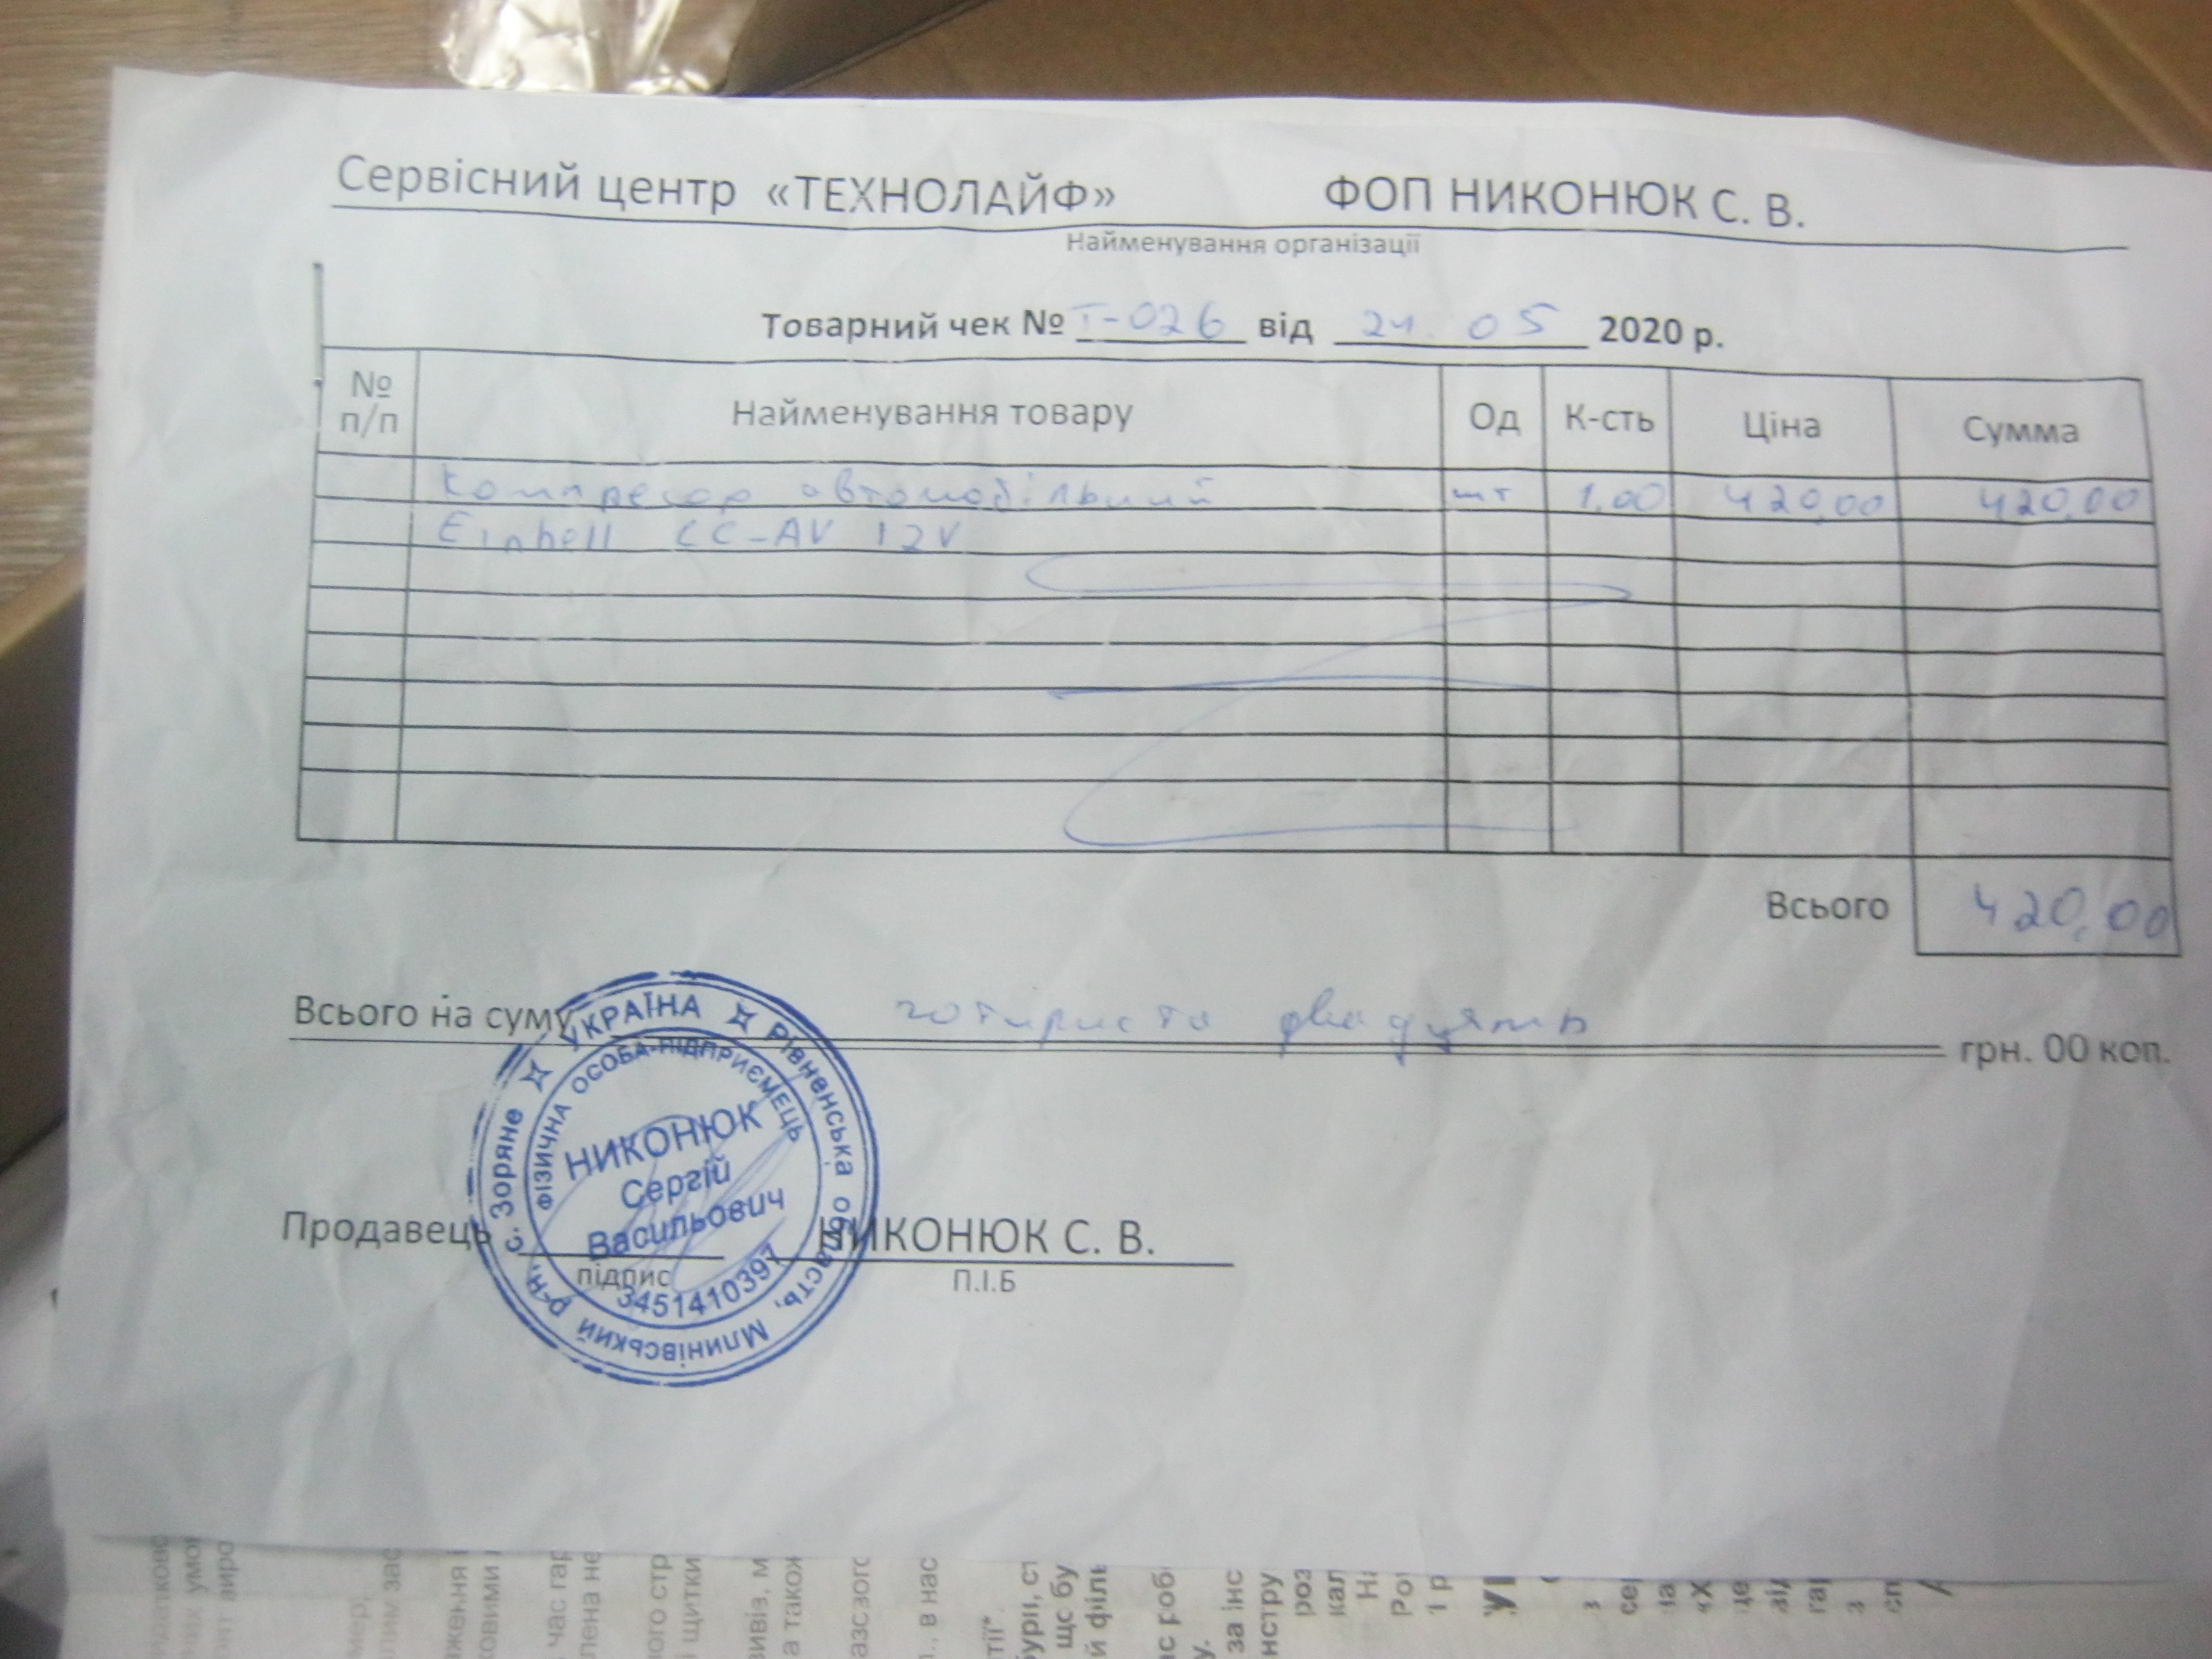 Сервісний центр «ТЕХНОЛАЙФ» ФОП НИКОНЮК С. В.
Найменування організації
Товарний чек № Т-026 від 24. 05 2020 р.
№ п/п Найменування товару Од К-сть Ціна Сумма
Компресор автомобільний шт 1,00 420,00 420,00
Einhell CC-AV 12V
Всього 420,00
Всього на суму чотириста двадцять грн. 00 коп.
УКРАЇНА Рівненська область, Млинівський р-н, с. Зоряне
ФІЗИЧНА ОСОБА-ПІДПРИЄМЕЦЬ
НИКОНЮК
Сергій
Васильович
3451410397
Продавець НИКОНЮК С. В.
підпис П.І.Б